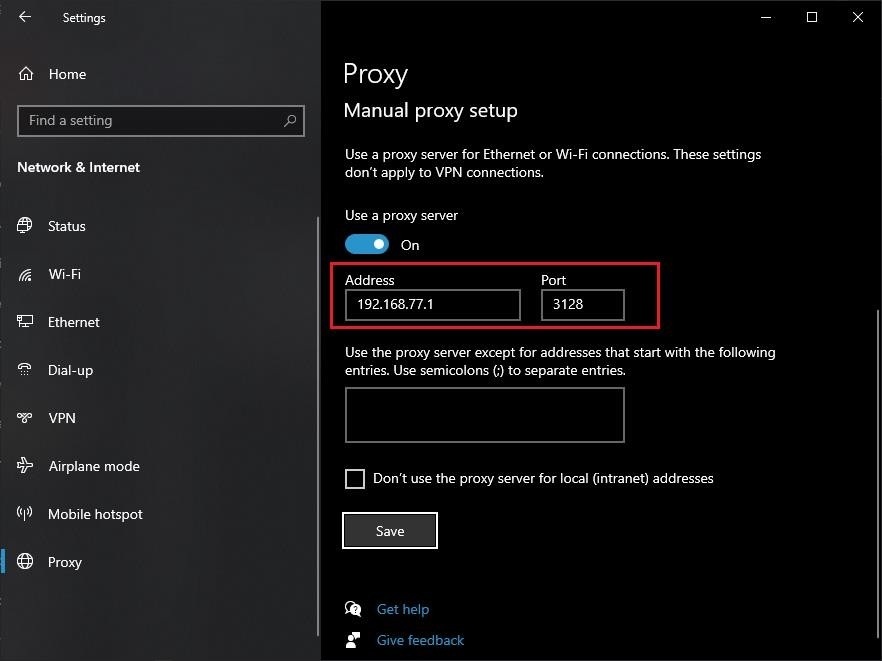 Settings
Home
Find a setting
Network & Internet
Status
Wi-Fi
Ethernet
Dial-up
VPN
Airplane mode
Mobile hotspot
Proxy
Proxy
Manual proxy setup
Use a proxy server for Ethernet or Wi-Fi connections. These settings
don't apply to VPN connections.
Use a proxy server
On
Address Port
192.168.77.1 3128
Use the proxy server except for addresses that start with the following
entries. Use semicolons (;) to separate entries.
Don't use the proxy server for local (intranet) addresses
Save
Get help
Give feedback